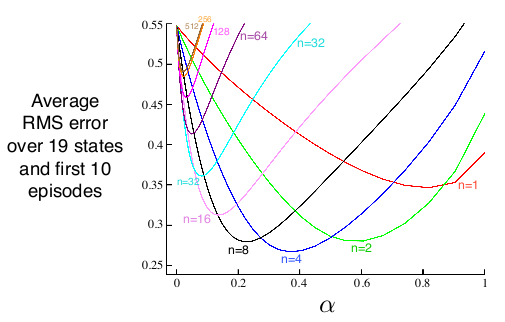 Average
RMS error
over 19 states
and first 10
episodes
0.55
0.5
0.45
0.4
0.35
0.3
0.25
512
256
128
n=64
n=32
n=32
n=16
n=8
n=4
n=2
n=1
0 0.2 0.4 0.6 0.8 1
α